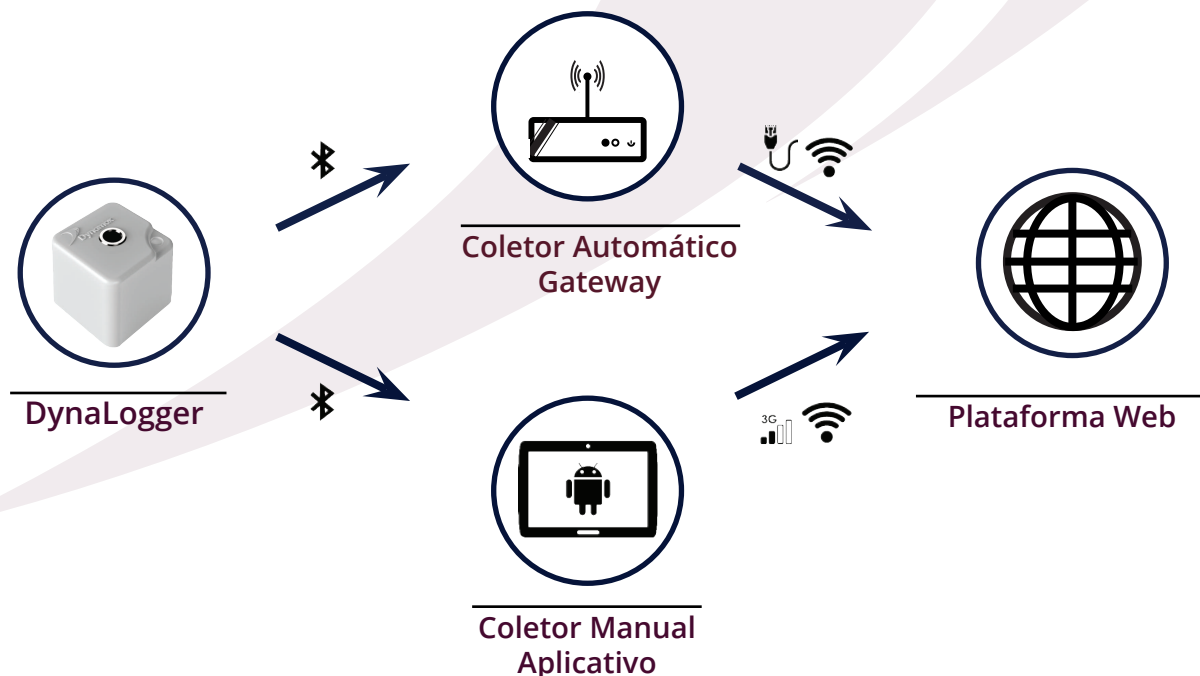 Coletor Automático
Gateway
DynaLogger
3G
Plataforma Web
Coletor Manual
Aplicativo